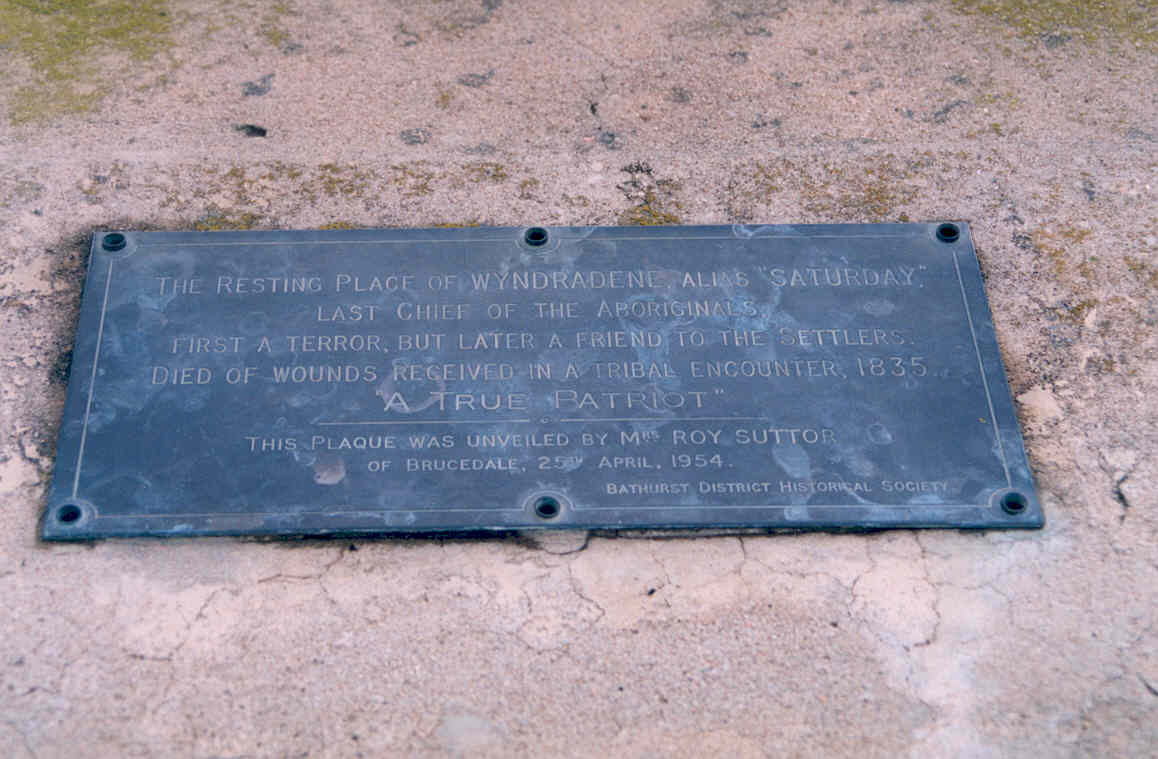 THE RESTING PLACE OF WYNDRADENE, ALIAS "SATURDAY",
LAST CHIEF OF THE ABORIGINALS.
FIRST A TERROR, BUT LATER A FRIEND TO THE SETTLERS.
DIED OF WOUNDS RECEIVED IN A TRIBAL ENCOUNTER, 1835.
"A TRUE PATRIOT"
THIS PLAQUE WAS UNVEILED BY MRS ROY SUTTOR
OF BRUCEDALE, 25TH APRIL, 1954.
BATHURST DISTRICT HISTORICAL SOCIETY.